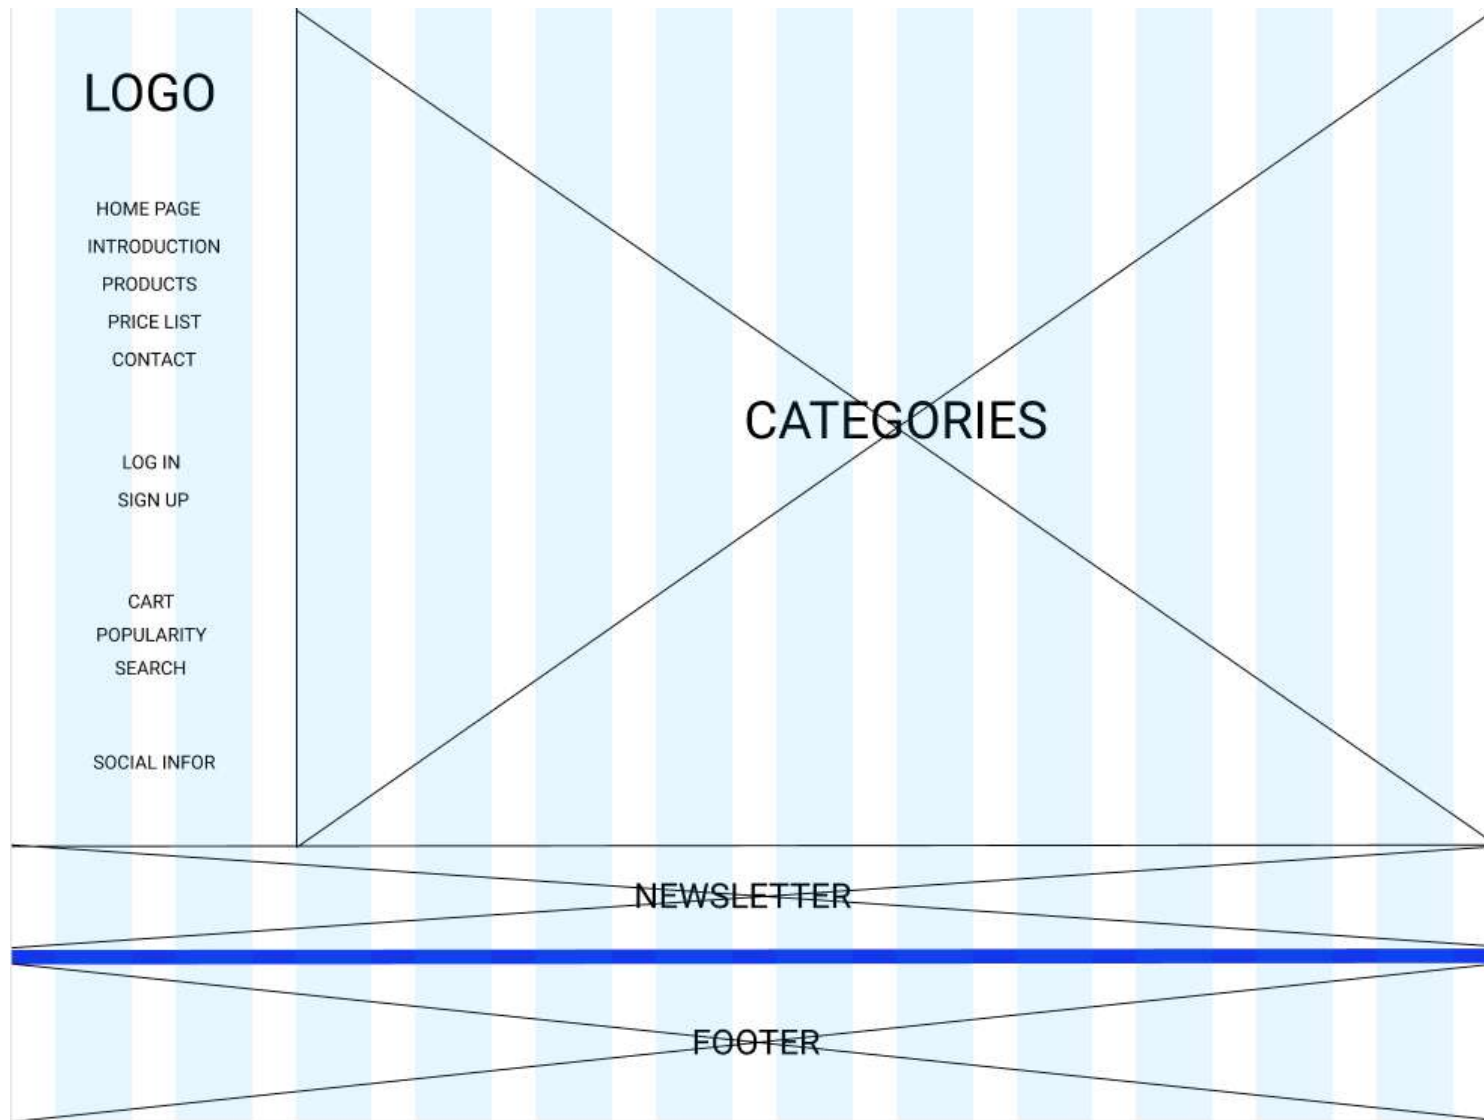 LOGO
HOME PAGE
INTRODUCTION
PRODUCTS
PRICE LIST
CONTACT
LOG IN
SIGN UP
CART
POPULARITY
SEARCH
SOCIAL INFOR
CATEGORIES
NEWSLETTER
FOOTER